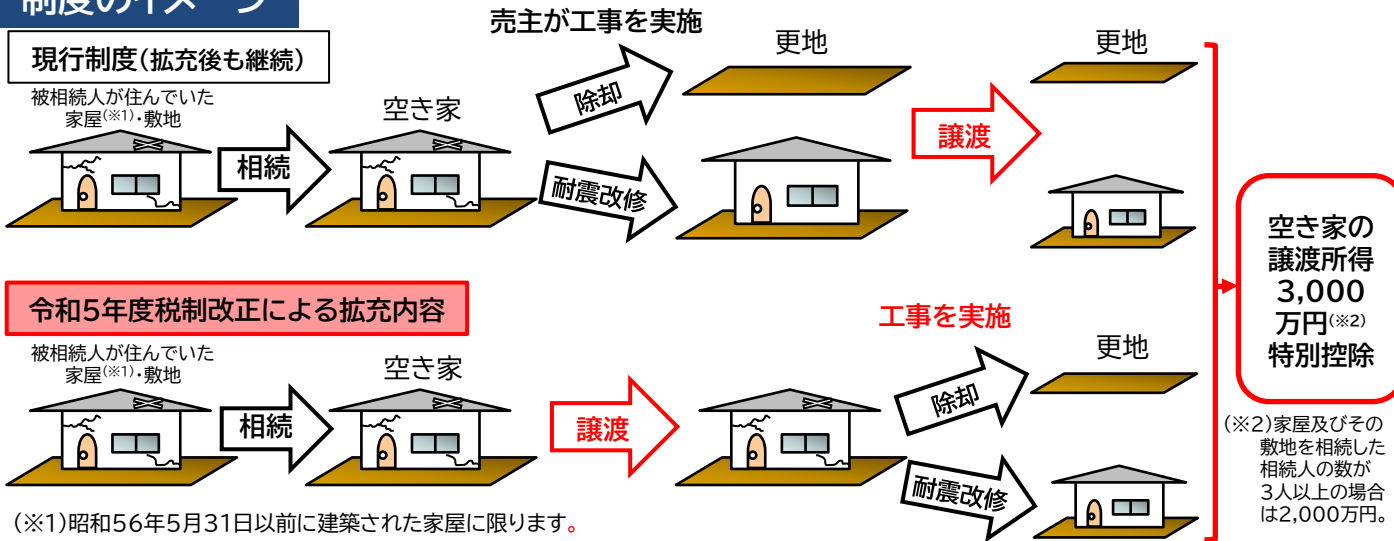 制度のイメージ
現行制度(拡充後も継続)
被相続人が住んでいた
家屋(※1)・敷地
相続
空き家
売主が工事を実施
除却
耐震改修
更地
譲渡
更地
令和5年度税制改正による拡充内容
被相続人が住んでいた
家屋(※1)・敷地
相続
空き家
譲渡
工事を実施
除却
耐震改修
更地
空き家の
譲渡所得
3,000
万円(※2)
特別控除
(※2)家屋及びその
敷地を相続した
相続人の数が
3人以上の場合
は2,000万円。
(※1)昭和56年5月31日以前に建築された家屋に限ります。